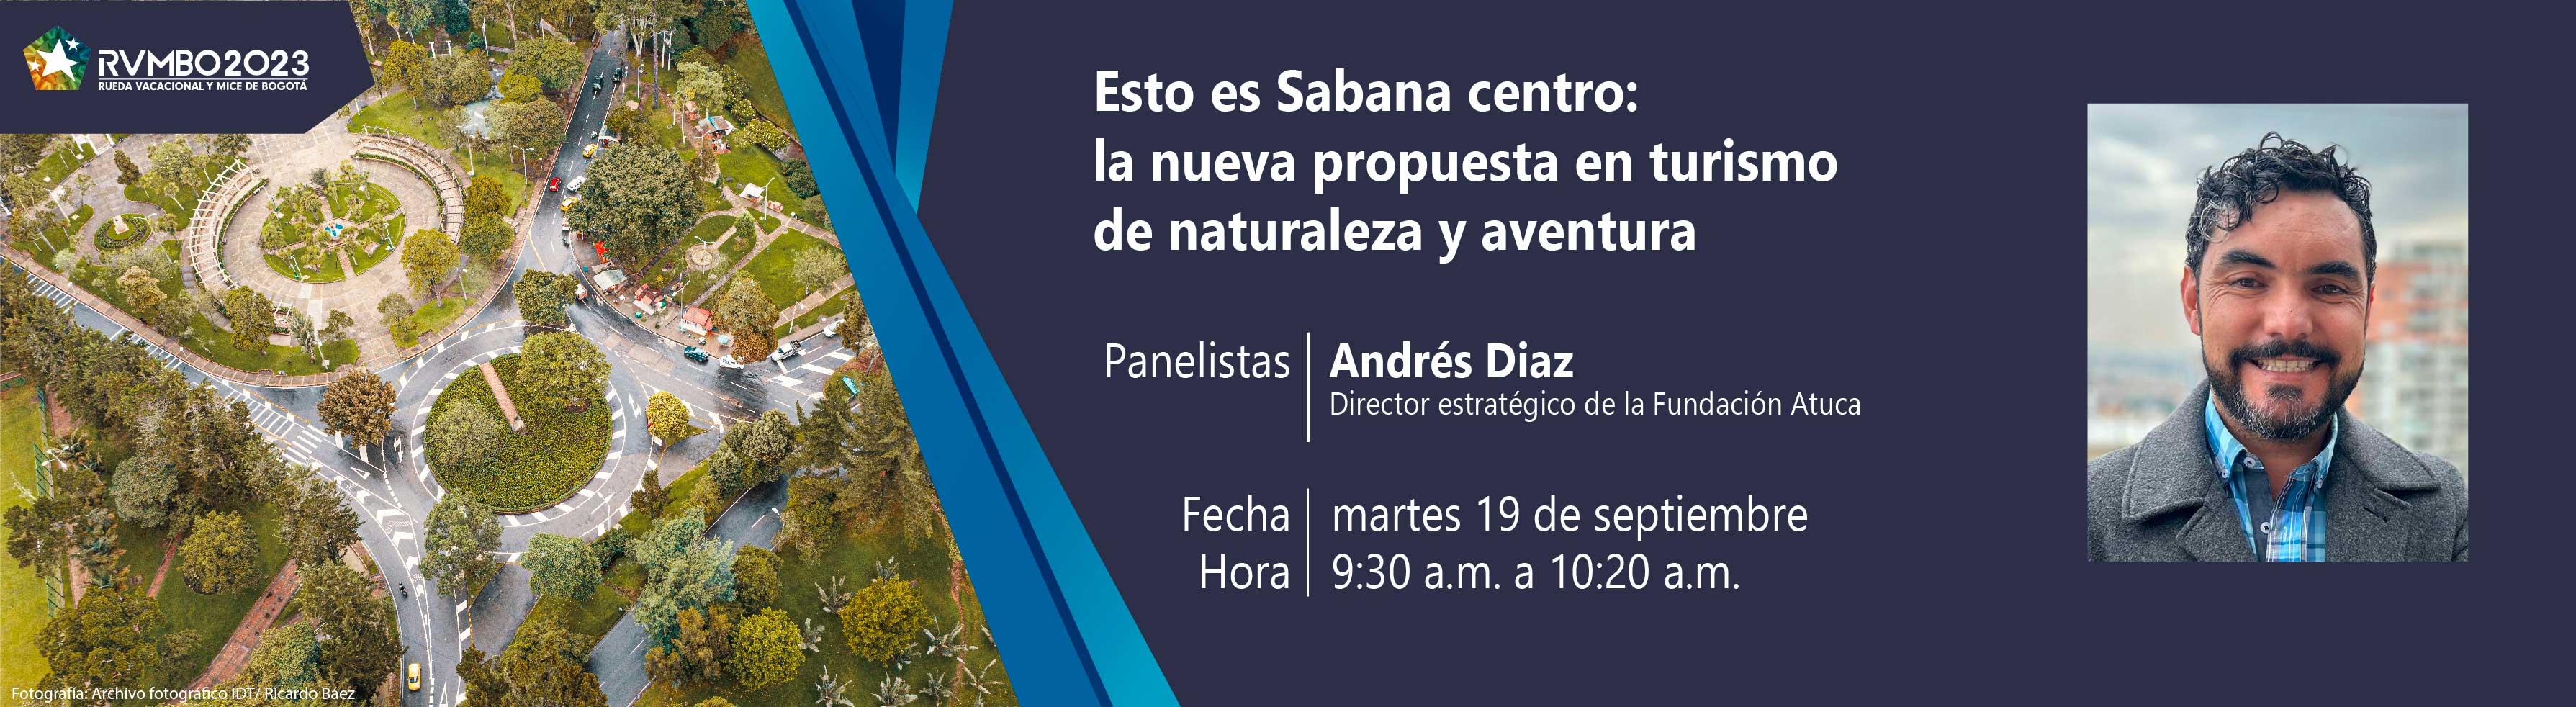 RVMBO2023
RUEDA VACACIONAL Y MICE DE BOGOTÁ
Esto es Sabana centro:
la nueva propuesta en turismo
de naturaleza y aventura
Panelistas
Andrés Diaz
Director estratégico de la Fundación Atuca
Fecha
martes 19 de septiembre
Hora
9:30 a.m. a 10:20 a.m.
Fotografía: Archivo fotográfico IDT/ Ricardo Báez